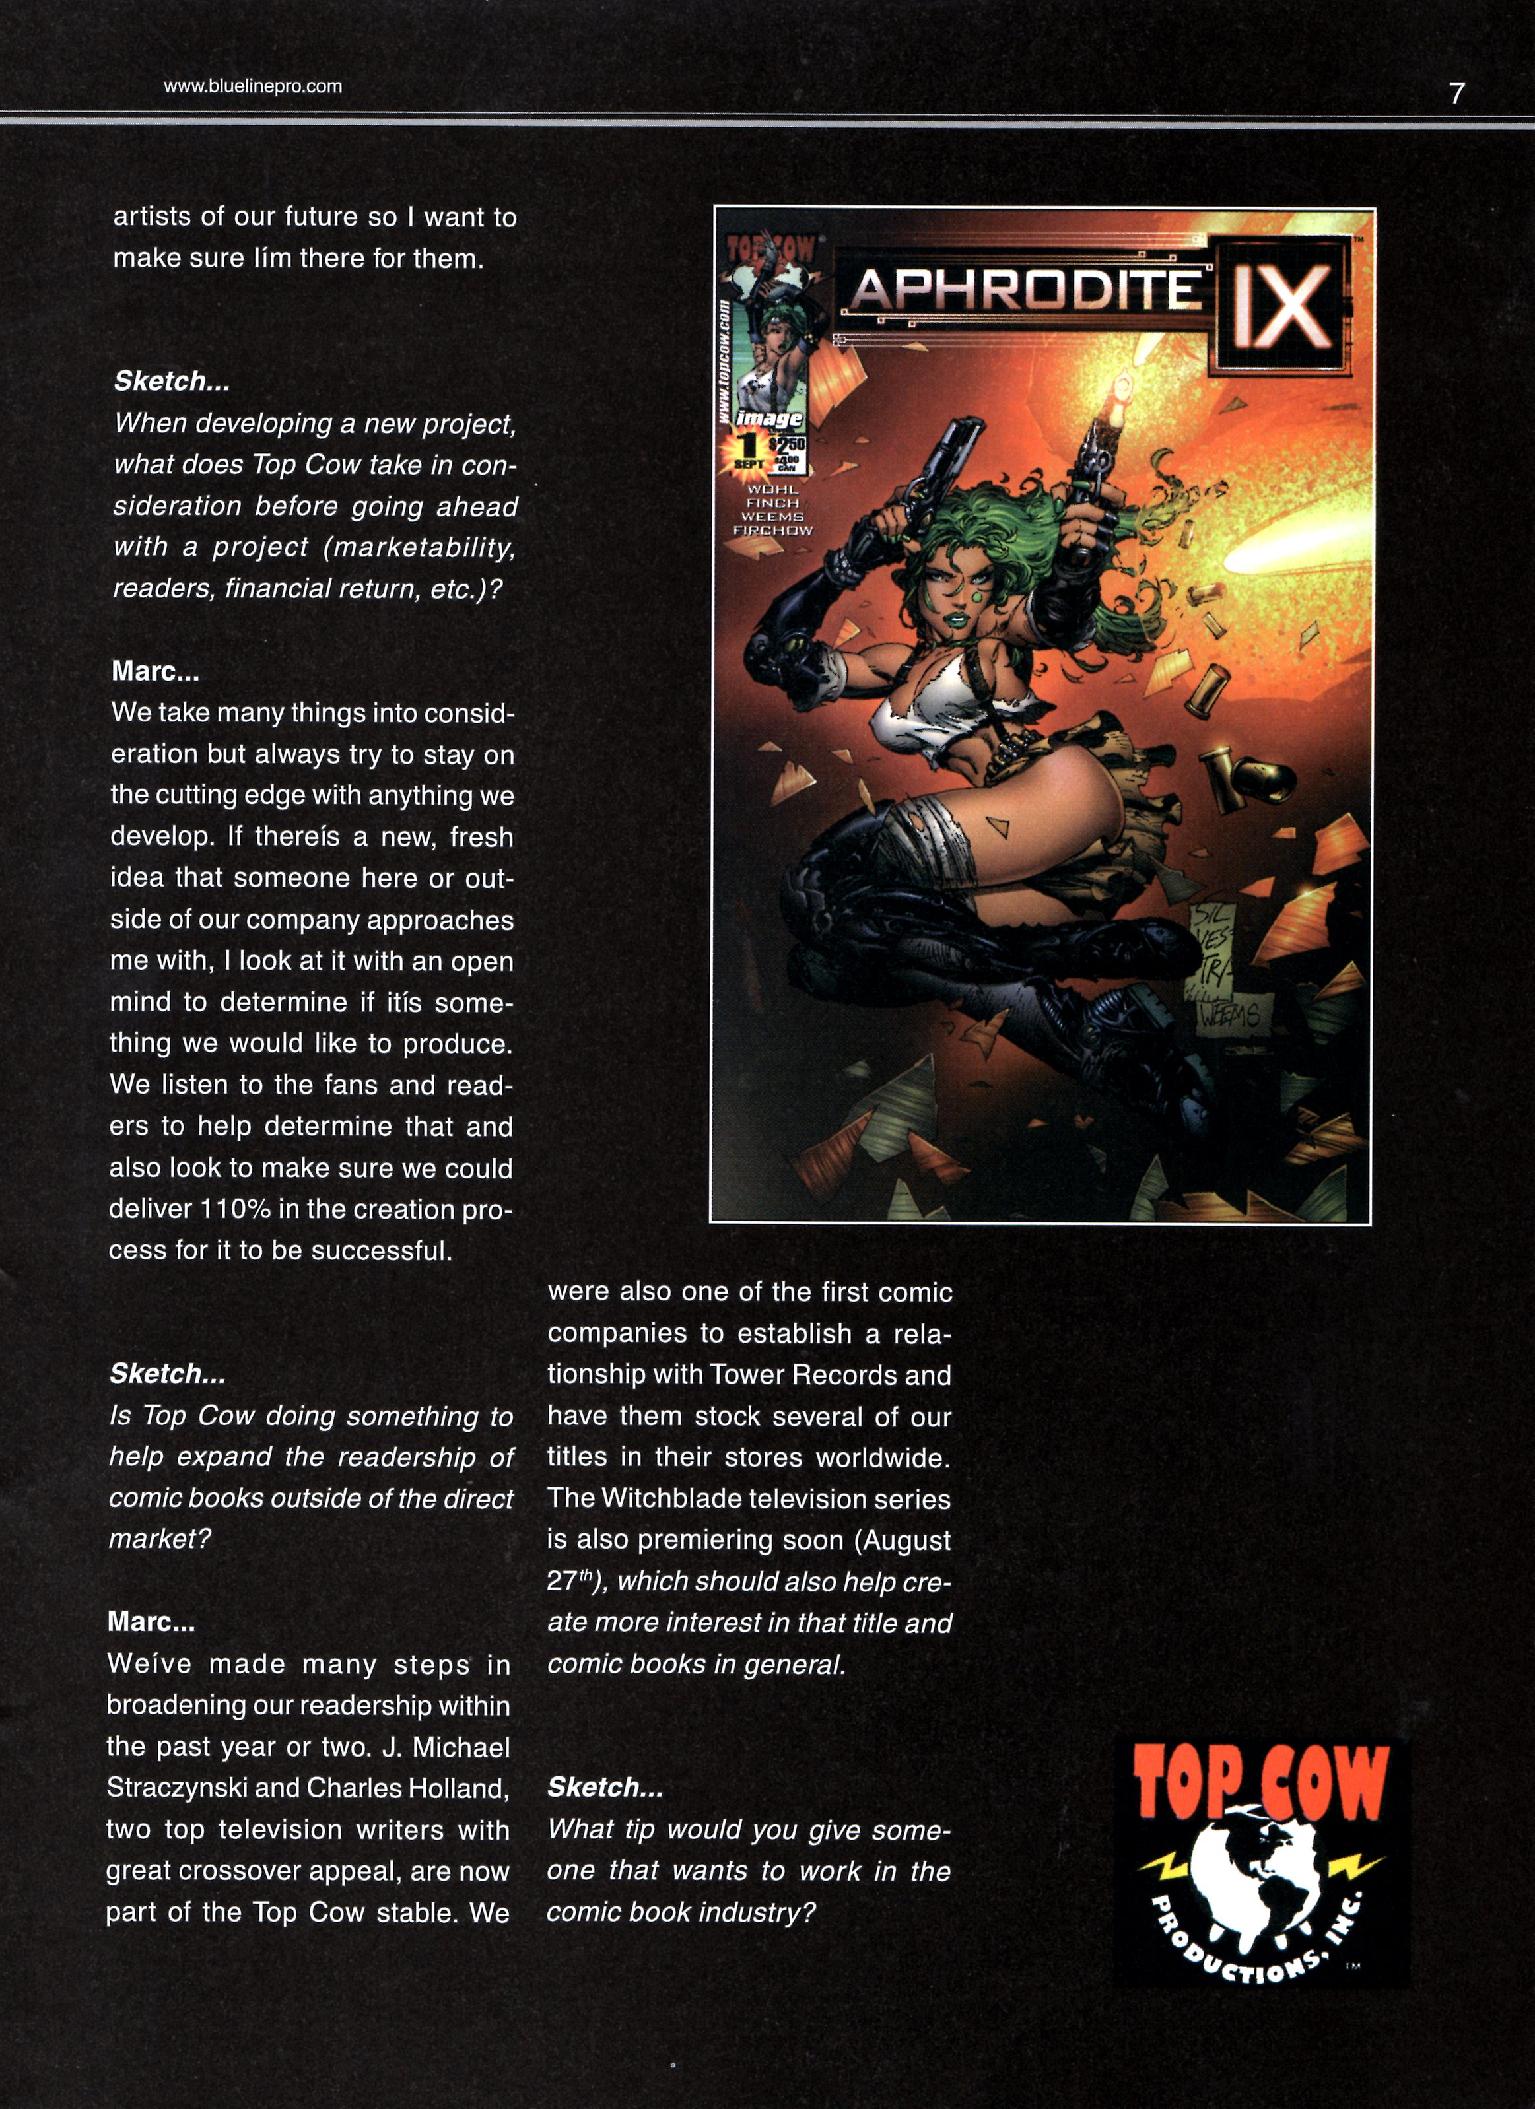 www.bluelinepro.com
7
artists of our future so I want to
make sure Iím there for them.
Sketch...
When developing a new project,
what does Top Cow take in con-
sideration before going ahead
with a project (marketability,
readers, financial return, etc.)?
Marc...
We take many things into consid-
eration but always try to stay on
the cutting edge with anything we
develop. If thereís a new, fresh
idea that someone here or out-
side of our company approaches
me with, I look at it with an open
mind to determine if itís some-
thing we would like to produce.
We listen to the fans and read-
ers to help determine that and
also look to make sure we could
deliver 110% in the creation pro-
cess for it to be successful.
Sketch...
Is Top Cow doing something to
help expand the readership of
comic books outside of the direct
market?
Marc...
Weíve made many steps in
broadening our readership within
the past year or two. J. Michael
Straczynski and Charles Holland,
two top television writers with
great crossover appeal, are now
part of the Top Cow stable. We
TOP COW
APHRODITE IX
™
www.topcow.com
image
1
SEPT
$2.50
$4.00
CAN
WOHL
FINCH
WEEMS
FIRCHOW
SIL
VES
TRI
WEEMS
were also one of the first comic
companies to establish a rela-
tionship with Tower Records and
have them stock several of our
titles in their stores worldwide.
The Witchblade television series
is also premiering soon (August
27th), which should also help cre-
ate more interest in that title and
comic books in general.
Sketch...
What tip would you give some-
one that wants to work in the
comic book industry?
TOP COW
PRODUCTIONS, INC.
™